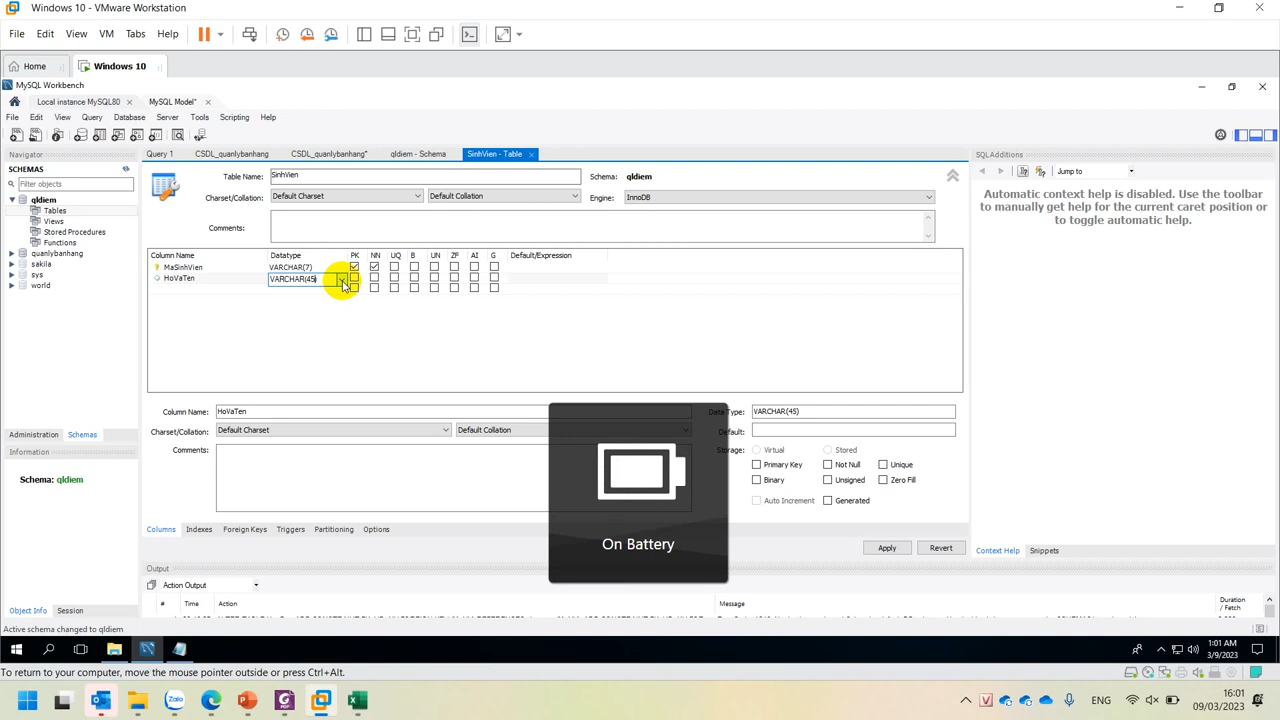 Windows 10 - VMware Workstation
File Edit View VM Tabs Help
Home Windows 10
MySQL Workbench
Local instance MySQL80 MySQL Model*
File Edit View Query Database Server Tools Scripting Help
Navigator Query 1 CSDL_quanlybanhang CSDL_quanlybanhang* qldiem - Schema SinhVien - Table SQLAdditions
SCHEMAS
Filter objects
qldiem
Tables
Views
Stored Procedures
Functions
quanlybanhang
sakila
sys
world
Table Name: SinhVien Schema: qldiem
Charset/Collation: Default Charset Default Collation Engine: InnoDB
Comments:
Jump to
Automatic context help is disabled. Use the toolbar
to manually get help for the current caret position or
to toggle automatic help.
Column Name Datatype PK NN UQ B UN ZF AI G Default/Expression
MaSinhVien VARCHAR(7)
HoVaTen VARCHAR(45)
Column Name: HoVaTen Data Type: VARCHAR(45)
Charset/Collation: Default Charset Default Collation Default:
Comments: Storage: Virtual Stored
Primary Key Not Null Unique
Binary Unsigned Zero Fill
Auto Increment Generated
On Battery
Administration Schemas
Information
Schema: qldiem
Columns Indexes Foreign Keys Triggers Partitioning Options
Apply Revert
Context Help Snippets
Output
Action Output
# Time Action Message Duration / Fetch
Object Info Session
Active schema changed to qldiem
1:01 AM
3/9/2023
To return to your computer, move the mouse pointer outside or press Ctrl+Alt.
Zalo
ENG
16:01
09/03/2023